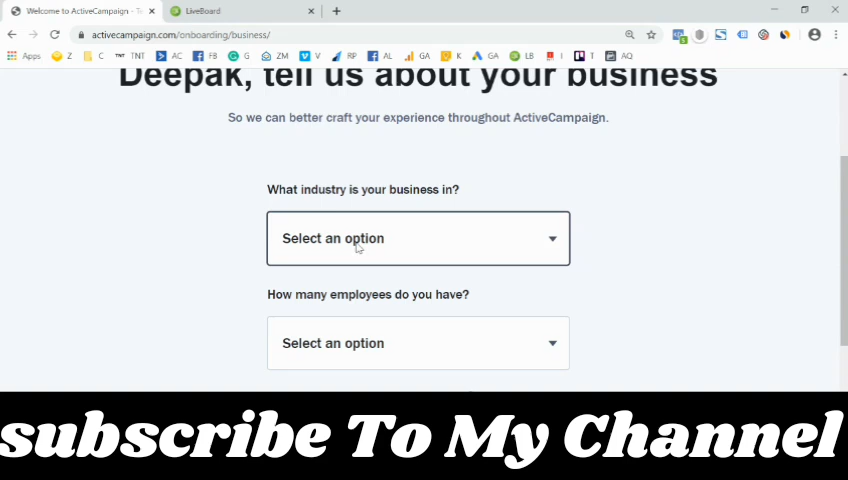 Welcome to ActiveCampaign - T
LiveBoard
activecampaign.com/onboarding/business/
Apps Z C TNT TNT AC FB G ZM V RP AL GA K GA LB I T AQ
Deepak, tell us about your business
So we can better craft your experience throughout ActiveCampaign.
What industry is your business in?
Select an option
How many employees do you have?
Select an option
subscribe To My Channel